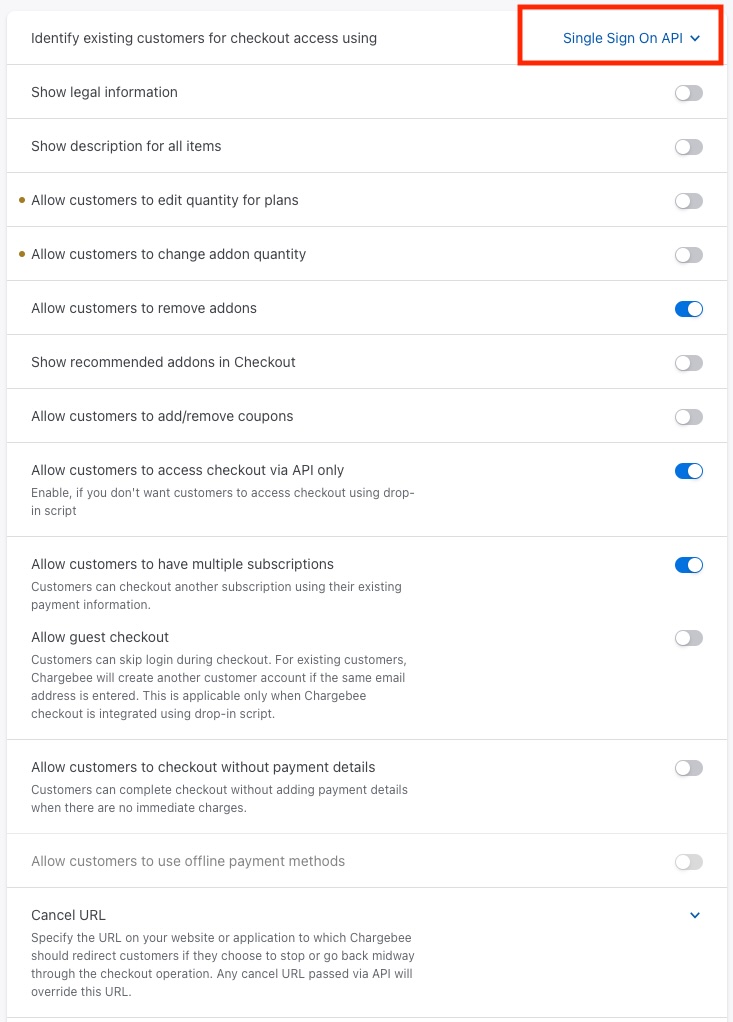 Identify existing customers for checkout access using
Single Sign On API
Show legal information
Show description for all items
Allow customers to edit quantity for plans
Allow customers to change addon quantity
Allow customers to remove addons
Show recommended addons in Checkout
Allow customers to add/remove coupons
Allow customers to access checkout via API only
Enable, if you don't want customers to access checkout using drop-
in script
Allow customers to have multiple subscriptions
Customers can checkout another subscription using their existing
payment information.
Allow guest checkout
Customers can skip login during checkout. For existing customers,
Chargebee will create another customer account if the same email
address is entered. This is applicable only when Chargebee
checkout is integrated using drop-in script.
Allow customers to checkout without payment details
Customers can complete checkout without adding payment details
when there are no immediate charges.
Allow customers to use offline payment methods
Cancel URL
Specify the URL on your website or application to which Chargebee
should redirect customers if they choose to stop or go back midway
through the checkout operation. Any cancel URL passed via API will
override this URL.